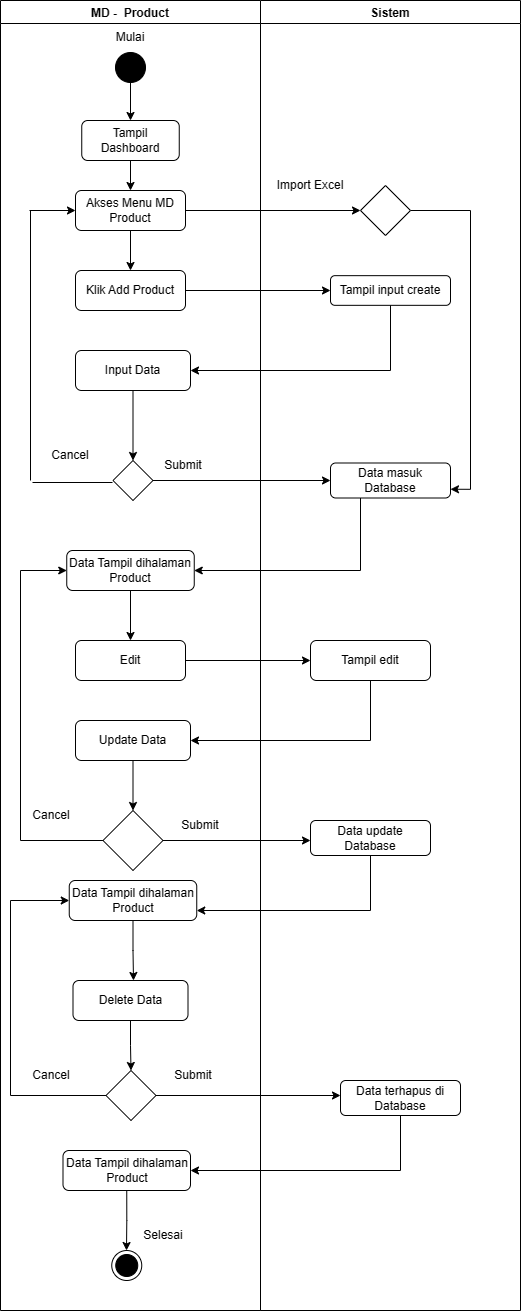 MD - Product
Sistem
Mulai
Tampil
Dashboard
Import Excel
Akses Menu MD
Product
Klik Add Product
Tampil input create
Input Data
Cancel
Submit
Data masuk
Database
Data Tampil dihalaman
Product
Edit
Tampil edit
Update Data
Cancel
Submit
Data update
Database
Data Tampil dihalaman
Product
Delete Data
Cancel
Submit
Data terhapus di
Database
Data Tampil dihalaman
Product
Selesai